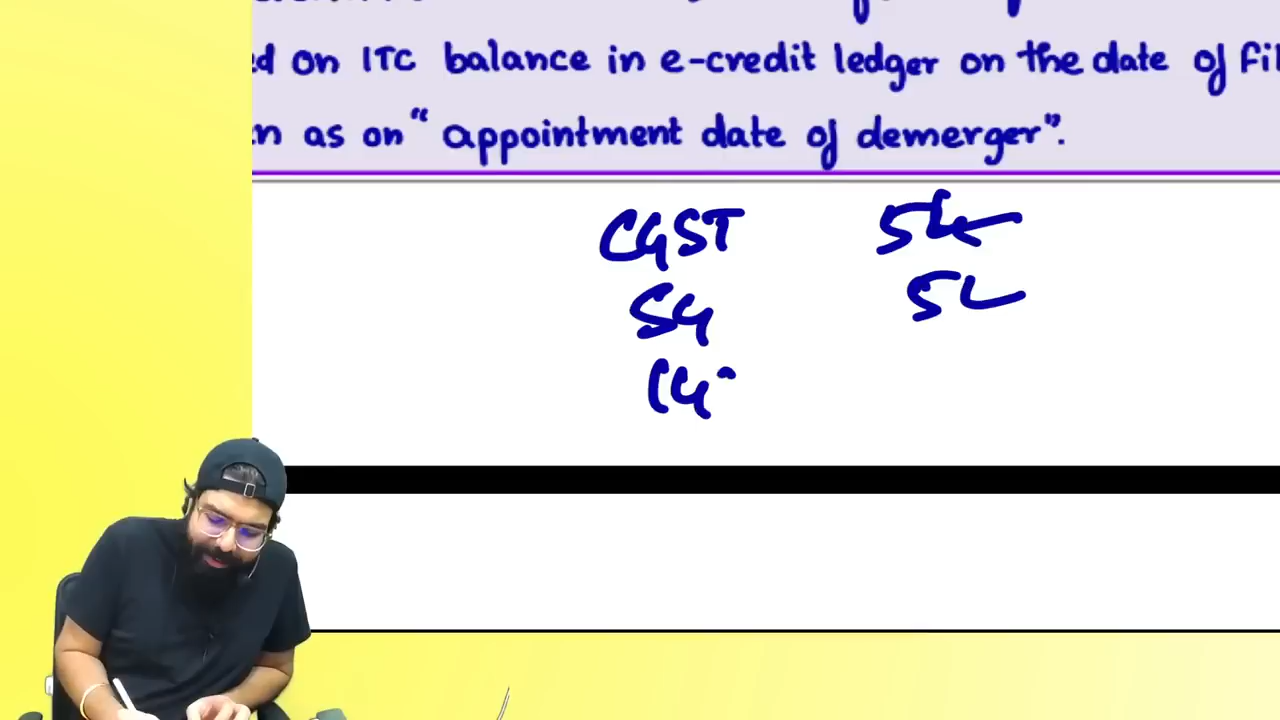 ed on ITC balance in e-credit ledger on the date of fil
n as on "appointment date of demerger".
CGST 5L
SG 5L
IG